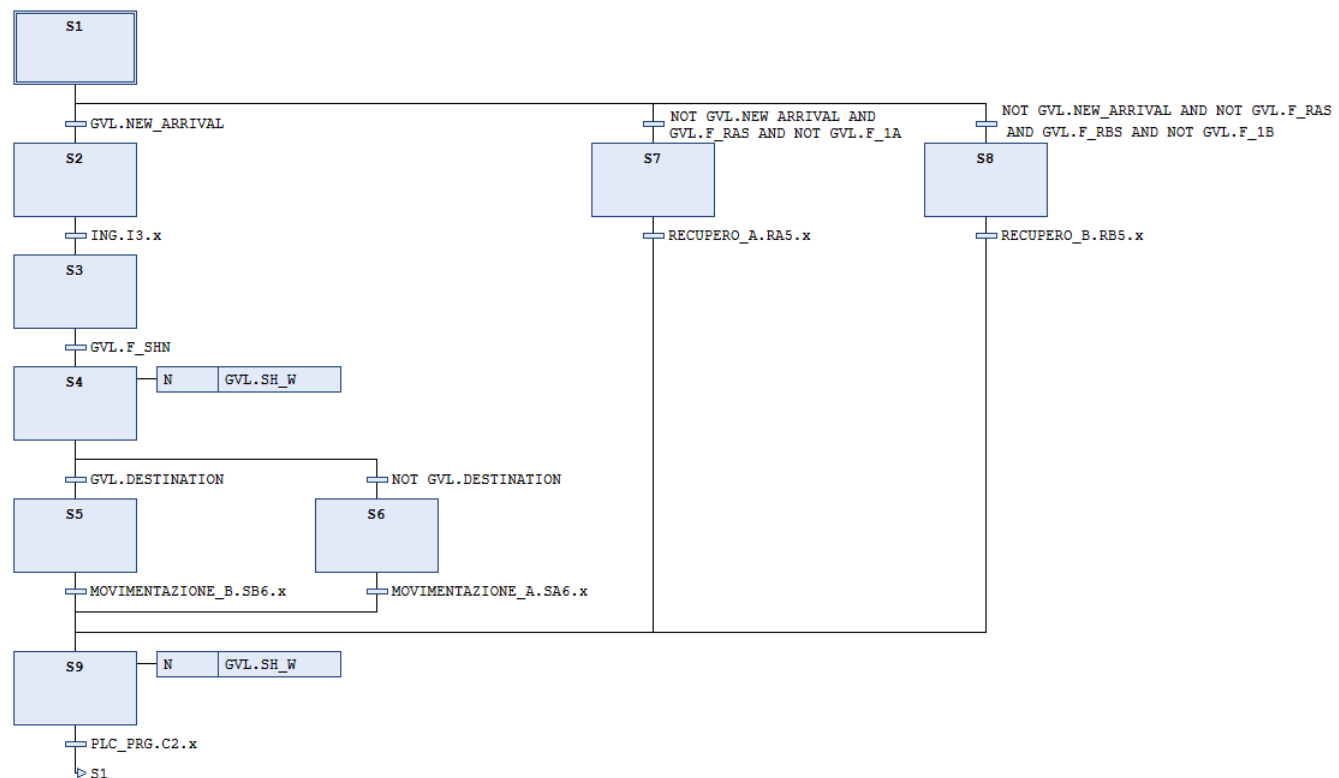 S1
GVL.NEW_ARRIVAL
NOT GVL.NEW ARRIVAL AND
GVL.F_RAS AND NOT GVL.F_1A
NOT GVL.NEW_ARRIVAL AND NOT GVL.F_RAS
AND GVL.F_RBS AND NOT GVL.F_1B
S2
S7
S8
ING.I3.x
RECUPERO_A.RA5.x
RECUPERO_B.RB5.x
S3
GVL.F_SHN
S4
N GVL.SH_W
GVL.DESTINATION
NOT GVL.DESTINATION
S5
S6
MOVIMENTAZIONE_B.SB6.x
MOVIMENTAZIONE_A.SA6.x
S9
N GVL.SH_W
PLC_PRG.C2.x
S1